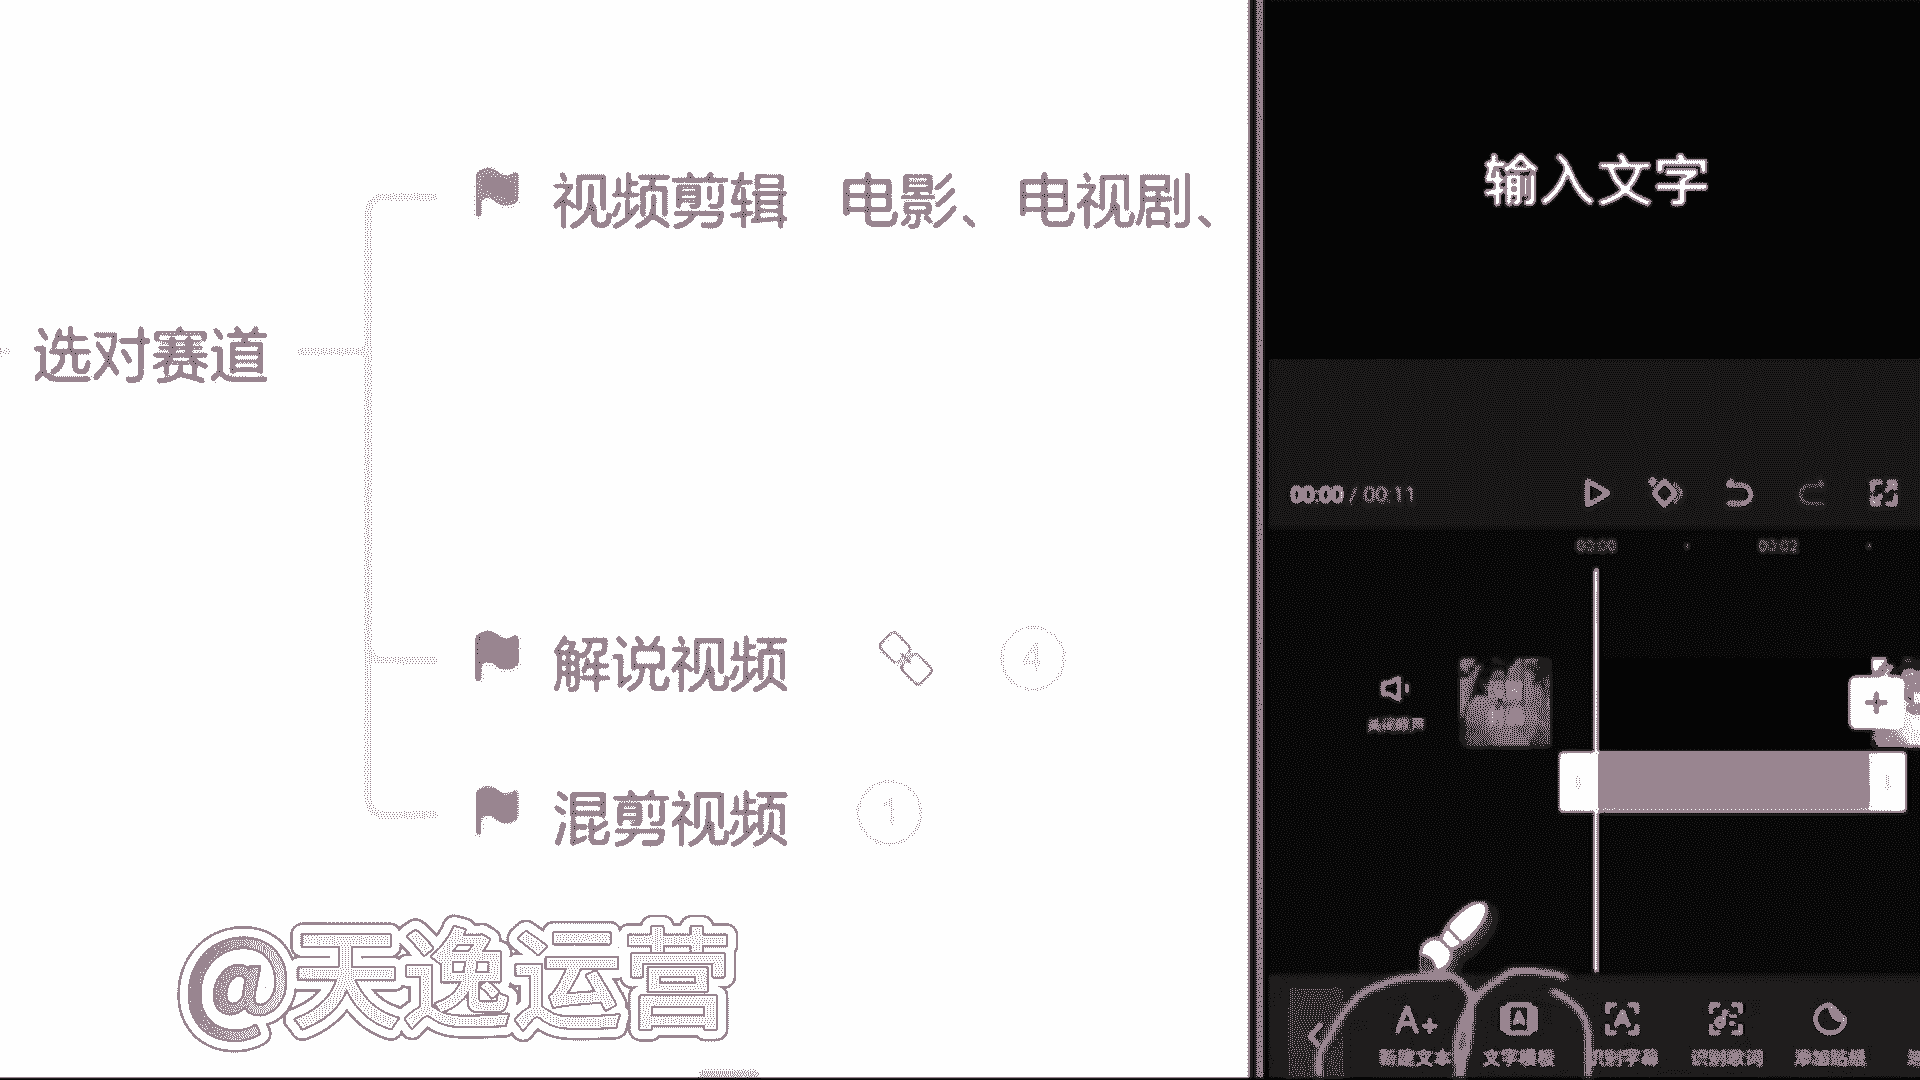 选对赛道
视频剪辑 电影、电视剧、
解说视频 4
混剪视频 1
@天逸运营
输入文字
00:00 / 00:11
00:00 00:02
关闭原声
A+
新建文本 文字模板 识别字幕 识别歌词 添加贴纸